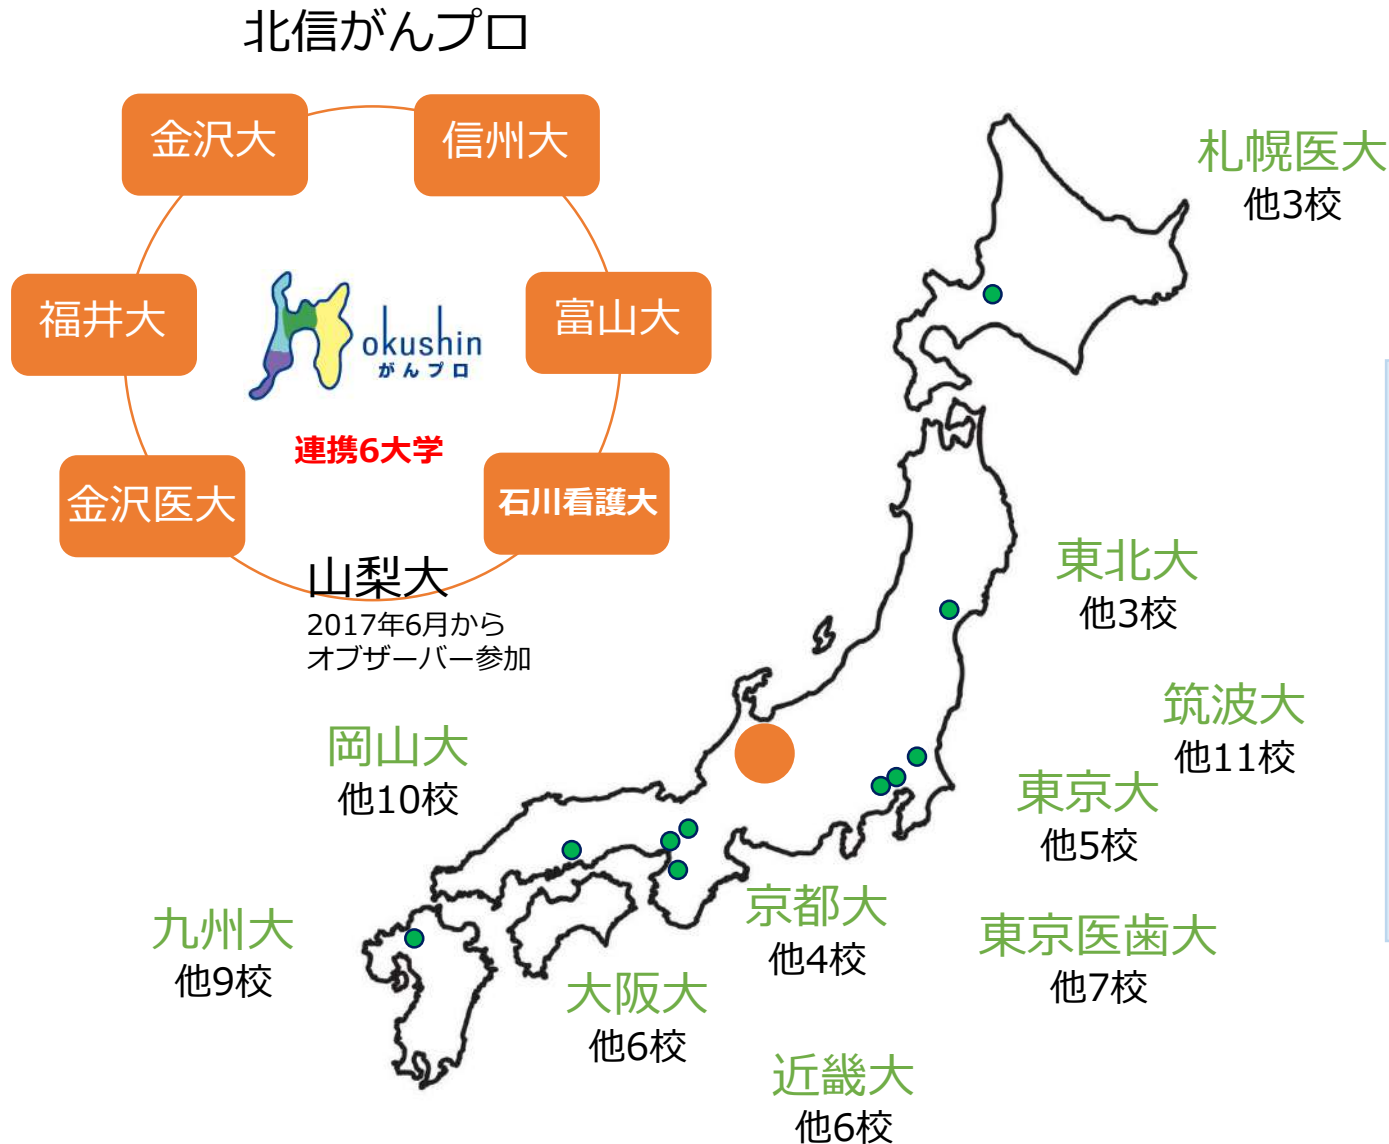 北信がんプロ
金沢大
信州大
福井大
富山大
okushin
がんプロ
連携6大学
金沢医大
石川看護大
山梨大
2017年6月から
オブザーバー参加
札幌医大
他3校
東北大
他3校
筑波大
他11校
東京大
他5校
東京医歯大
他7校
京都大
他4校
大阪大
他6校
近畿大
他6校
岡山大
他10校
九州大
他9校